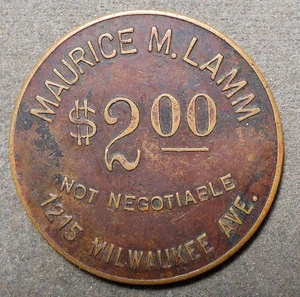 MAURICE M. LAMM
$2.00
NOT NEGOTIABLE
1215 MILWAUKEE AVE.